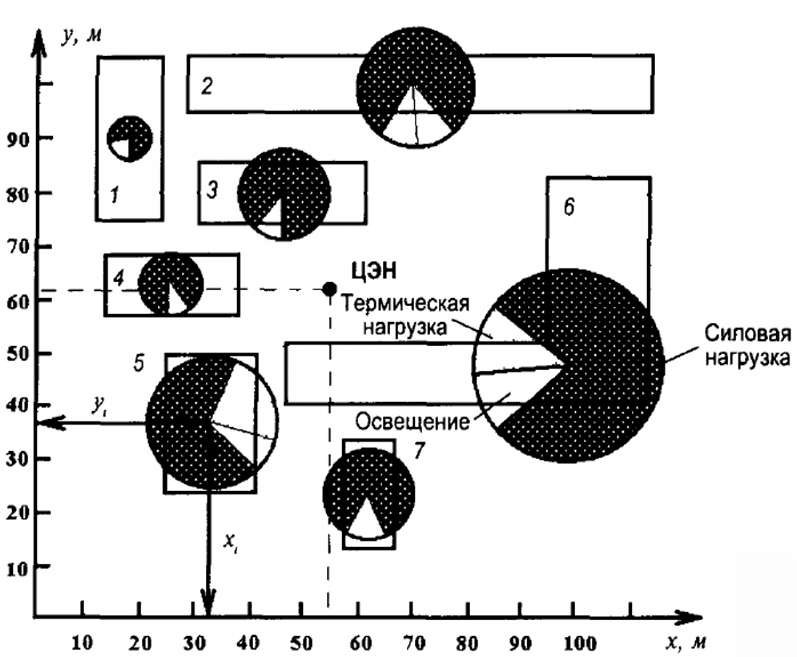 y, м
90
80
70
60
50
40
30
20
10
1
2
3
4
5
6
7
ЦЭН
Термическая
нагрузка
Силовая
нагрузка
Освещение
yi
xi
10 20 30 40 50 60 70 80 90 100
x, м